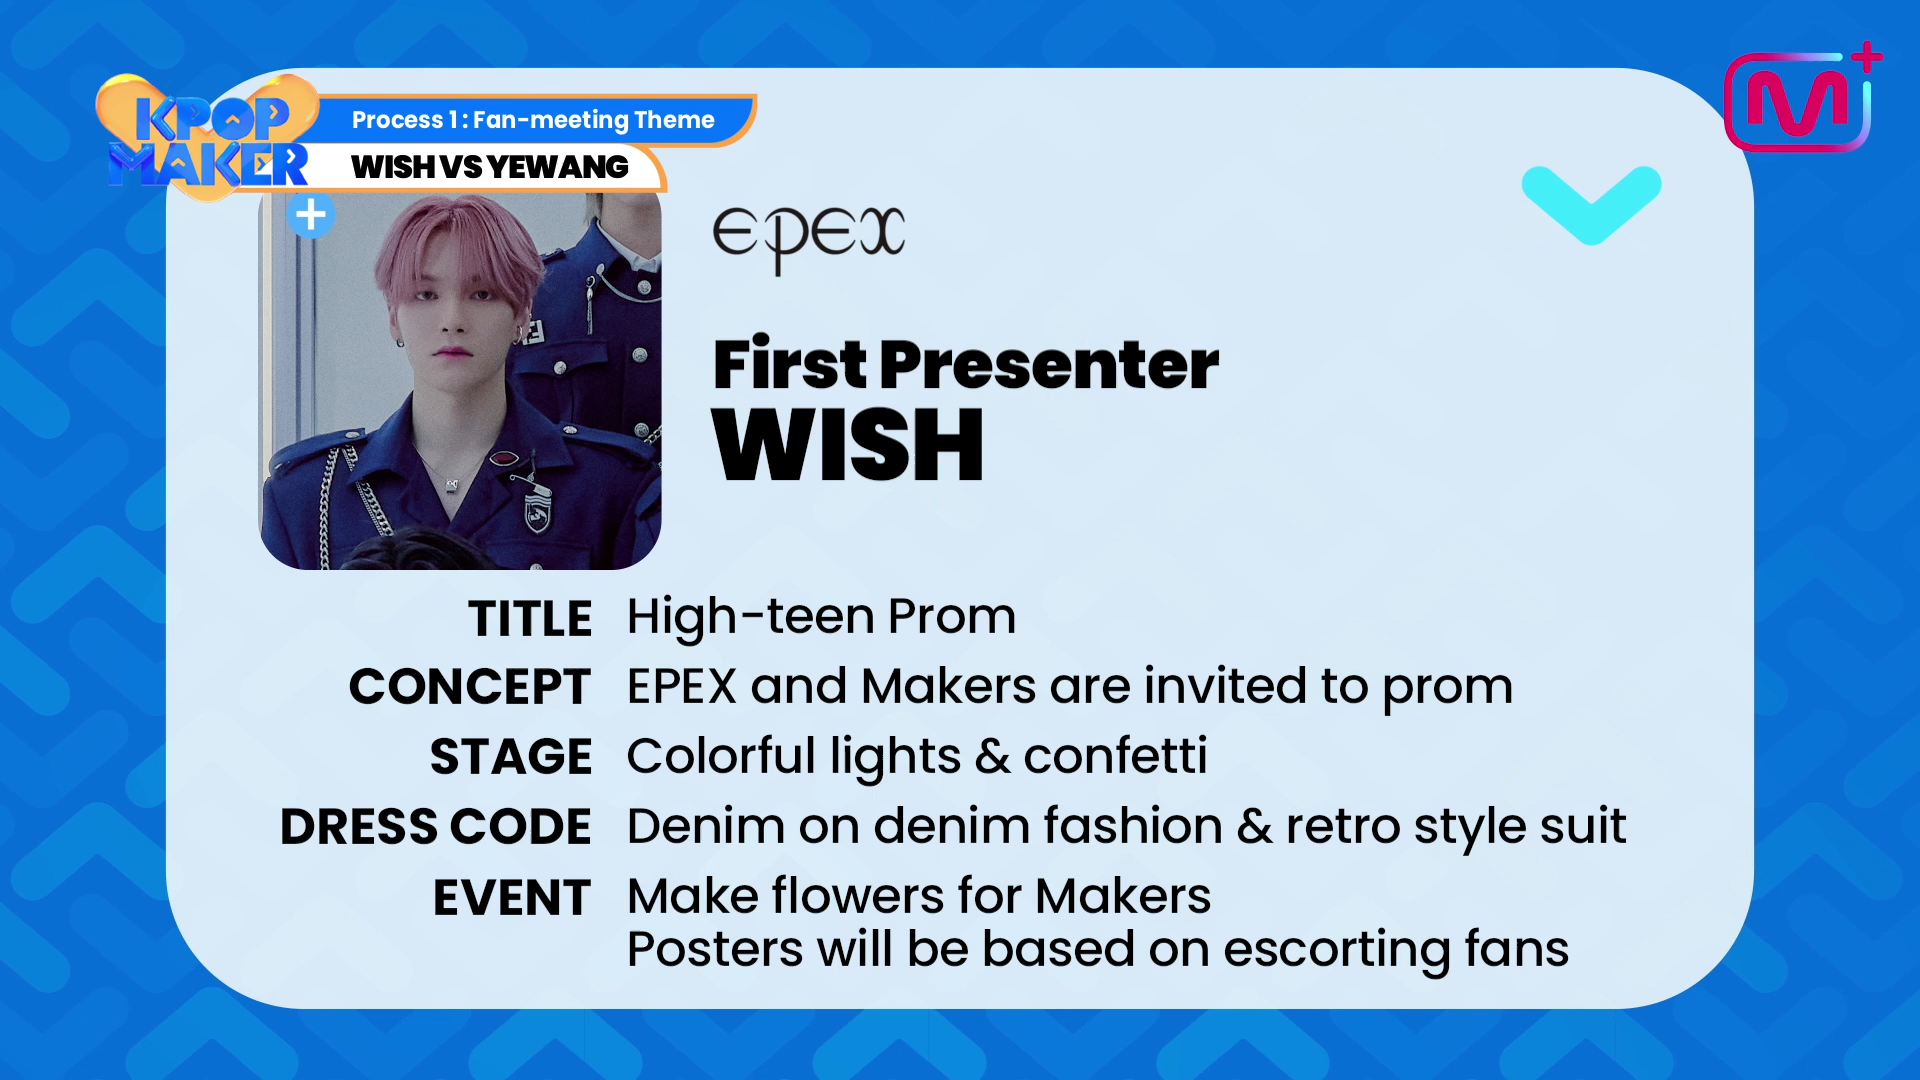 KPOP
MAKER
Process 1 : Fan-meeting Theme
WISH VS YEWANG
M+
epex
First Presenter
WISH
TITLE High-teen Prom
CONCEPT EPEX and Makers are invited to prom
STAGE Colorful lights & confetti
DRESS CODE Denim on denim fashion & retro style suit
EVENT Make flowers for Makers
Posters will be based on escorting fans